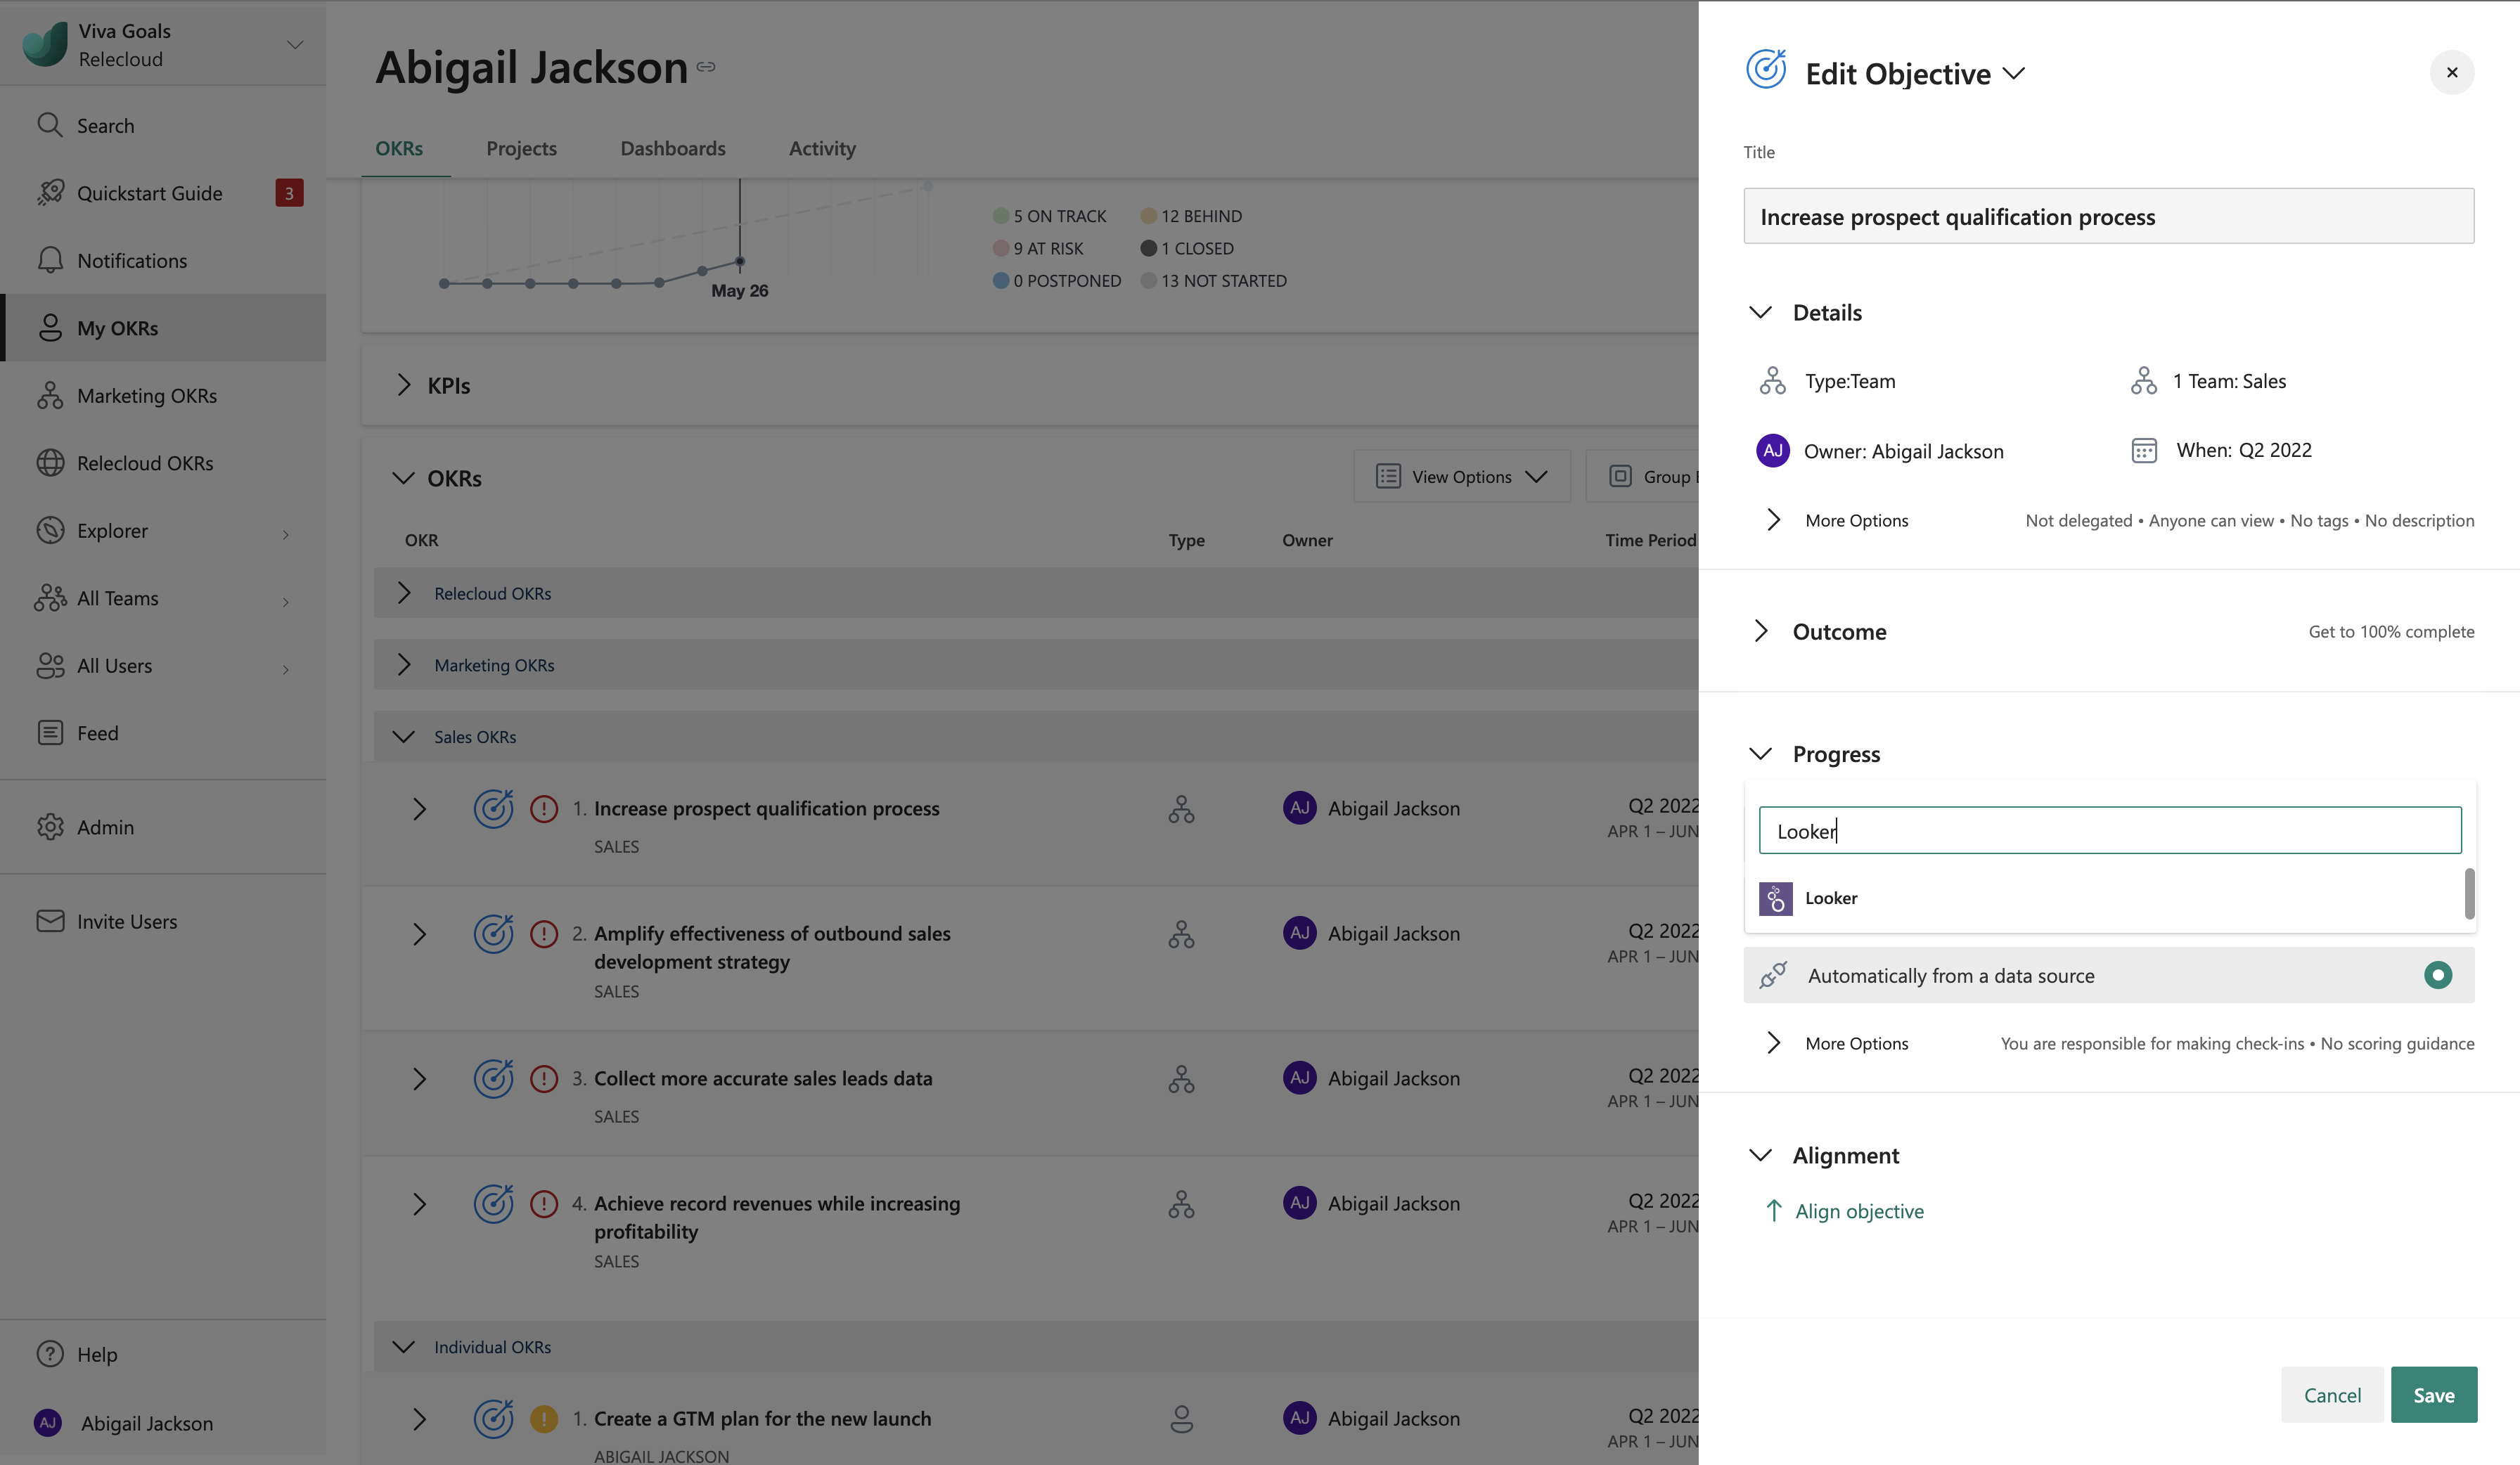 Viva Goals
Relecloud
Search
Quickstart Guide
3
Notifications
My OKRs
Marketing OKRs
Relecloud OKRs
Explorer
All Teams
All Users
Feed
Admin
Invite Users
Help
AJ Abigail Jackson
Abigail Jackson
OKRs Projects Dashboards Activity
May 26
5 ON TRACK 12 BEHIND
9 AT RISK 1 CLOSED
0 POSTPONED 13 NOT STARTED
KPIs
OKRs
View Options
Group
OKR Type Owner Time Period
Relecloud OKRs
Marketing OKRs
Sales OKRs
1. Increase prospect qualification process AJ Abigail Jackson Q2 2022
SALES APR 1 – JUN
2. Amplify effectiveness of outbound sales AJ Abigail Jackson Q2 2022
development strategy APR 1 – JUN
SALES
3. Collect more accurate sales leads data AJ Abigail Jackson Q2 2022
SALES APR 1 – JUN
4. Achieve record revenues while increasing AJ Abigail Jackson Q2 2022
profitability APR 1 – JUN
SALES
Individual OKRs
1. Create a GTM plan for the new launch AJ Abigail Jackson Q2 2022
ABIGAIL JACKSON APR 1 – JUN
Edit Objective
Title
Increase prospect qualification process
Details
Type:Team 1 Team: Sales
AJ Owner: Abigail Jackson When: Q2 2022
More Options Not delegated • Anyone can view • No tags • No description
Outcome Get to 100% complete
Progress
Looker
Looker
Automatically from a data source
More Options You are responsible for making check-ins • No scoring guidance
Alignment
Align objective
Cancel Save